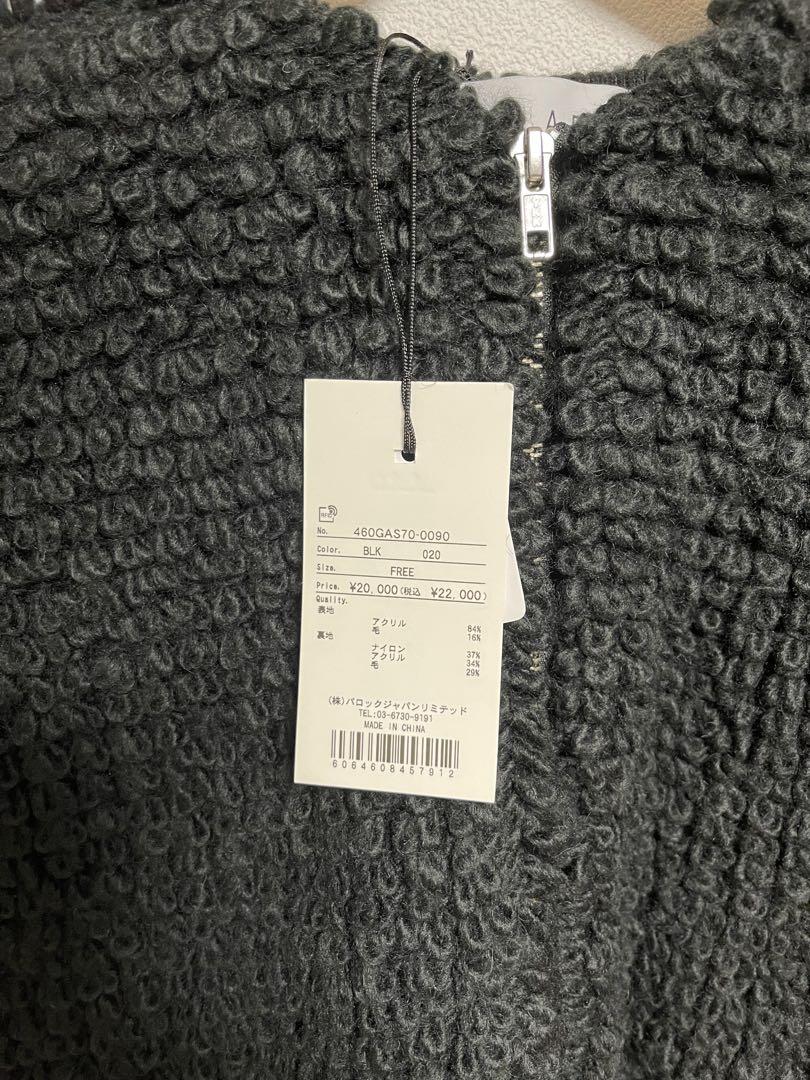 A
RFID
No. 460GAS70-0090
Color. BLK 020
Size. FREE
Price. ¥20,000(税込 ¥22,000)
Quality.
表地
アクリル 84%
毛 16%
裏地
ナイロン 37%
アクリル 34%
毛 29%
(株)バロックジャパンリミテッド
TEL:03-6730-9191
MADE IN CHINA
6064608457912